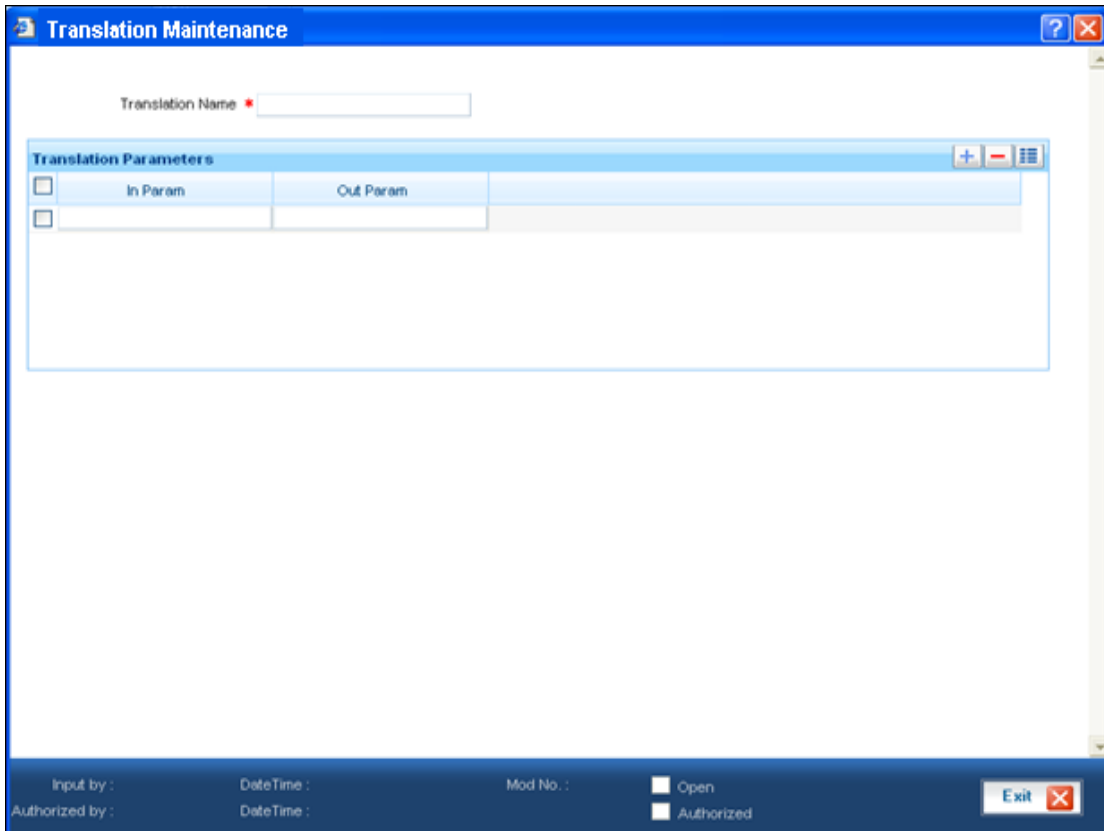 Translation Maintenance
Translation Name *
Translation Parameters
In Param Out Param
Input by : DateTime : Mod No. : Open
Authorized by : DateTime : Authorized
Exit